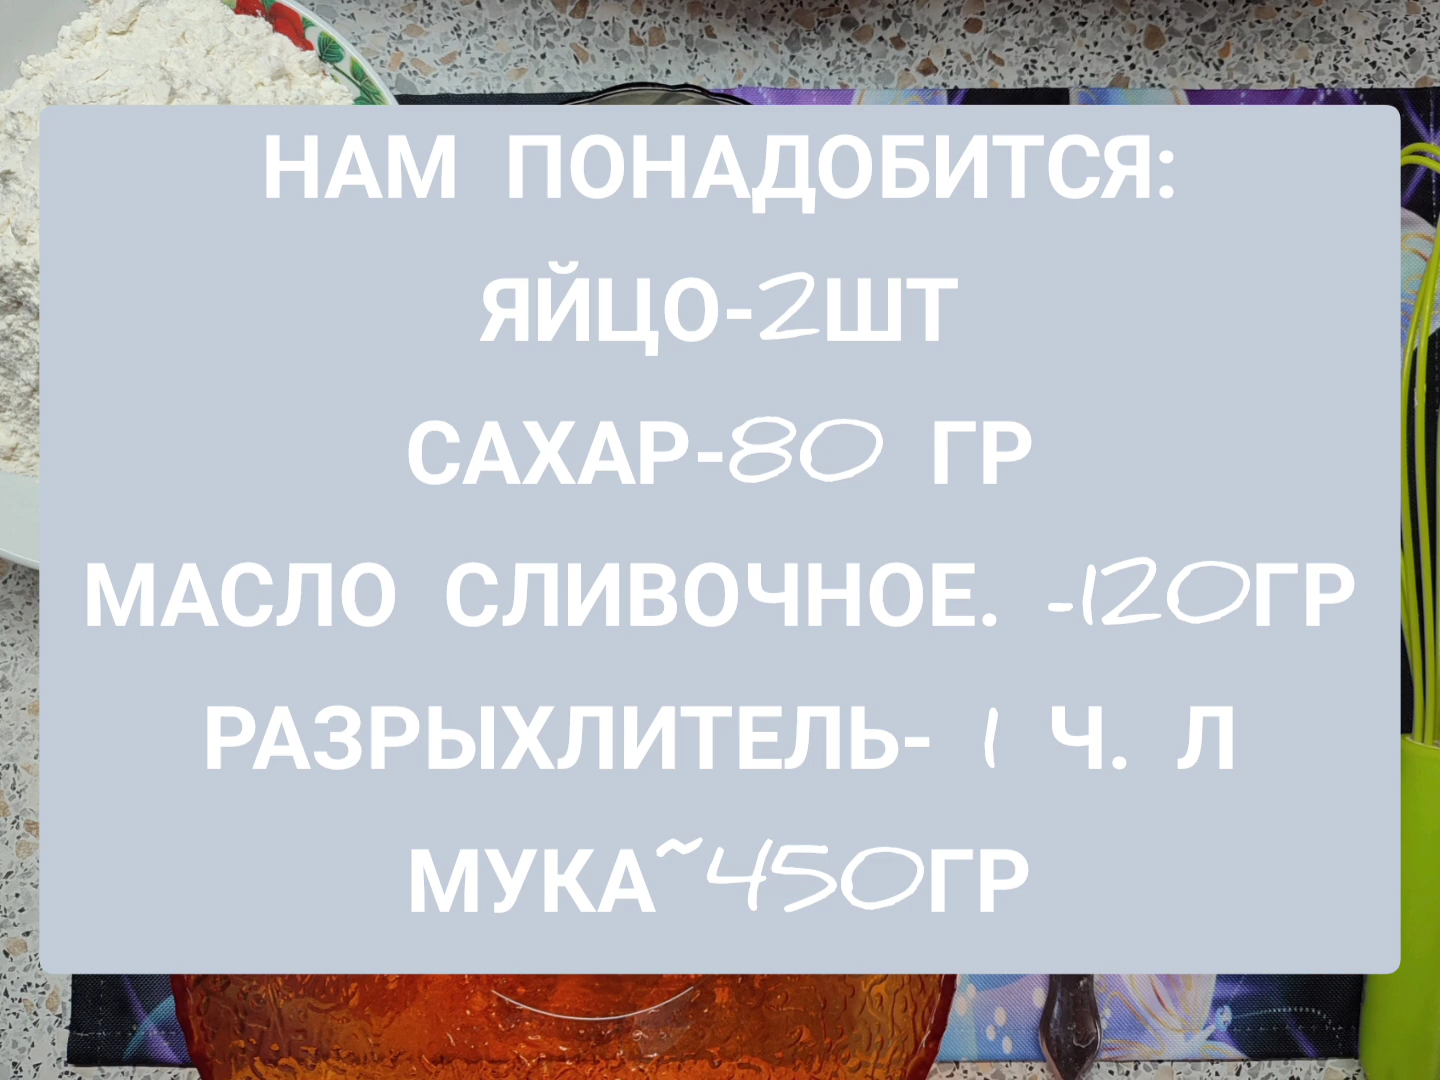 НАМ ПОНАДОБИТСЯ:
ЯЙЦО-2ШТ
САХАР-80 ГР
МАСЛО СЛИВОЧНОЕ. -120ГР
РАЗРЫХЛИТЕЛЬ- 1 Ч. Л
МУКА~450ГР